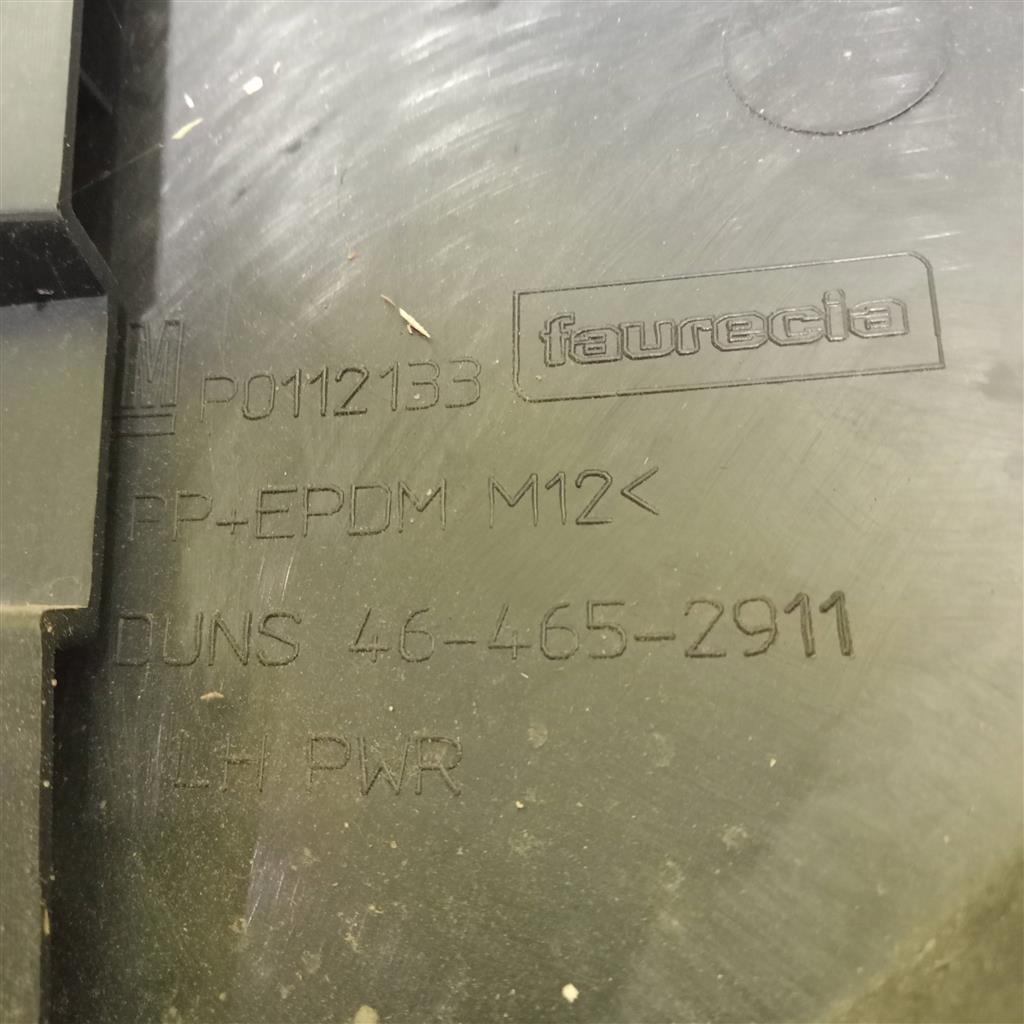 faurecia
M P0112133
PP+EPDM M12<
DUNS 46-465-2911
LH PWR